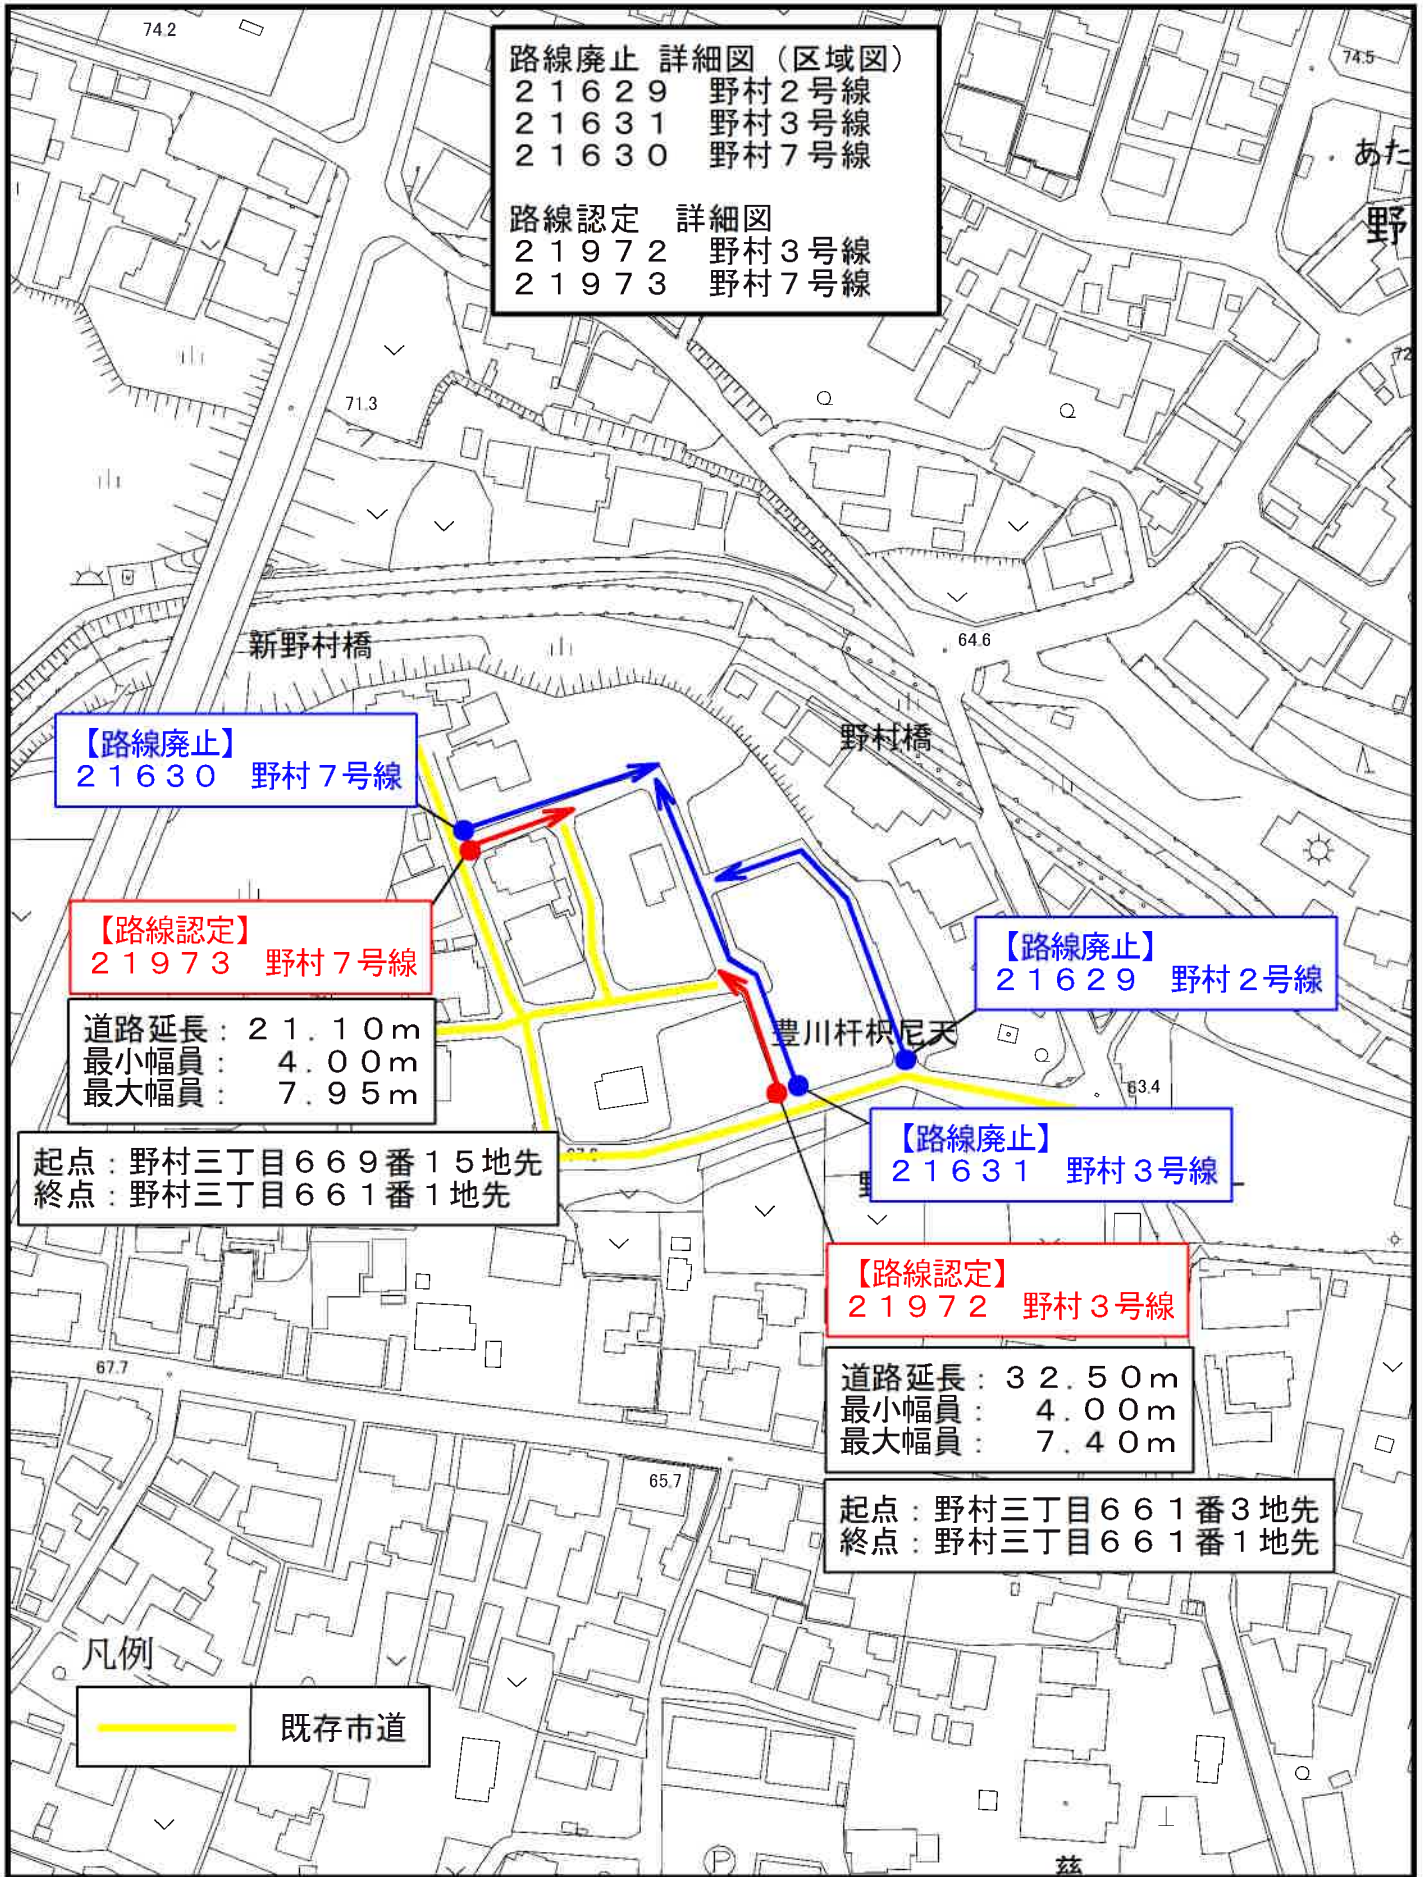 路線廃止 詳細図（区域図）
２１６２９　野村２号線
２１６３１　野村３号線
２１６３０　野村７号線
路線認定　詳細図
２１９７２　野村３号線
２１９７３　野村７号線
74.2
74.5
あた
野
72
71.3
新野村橋
64.6
野村橋
【路線廃止】
２１６３０　野村７号線
【路線認定】
２１９７３　野村７号線
道路延長：２１.１０ｍ
最小幅員：　４.００ｍ
最大幅員：　７.９５ｍ
起点：野村三丁目６６９番１５地先
終点：野村三丁目６６１番１地先
【路線廃止】
２１６２９　野村２号線
豊川杆枳尼天
63.4
【路線廃止】
２１６３１　野村３号線
【路線認定】
２１９７２　野村３号線
道路延長：３２.５０ｍ
最小幅員：　４.００ｍ
最大幅員：　７.４０ｍ
起点：野村三丁目６６１番３地先
終点：野村三丁目６６１番１地先
67.7
65.7
凡例
既存市道
P
慈